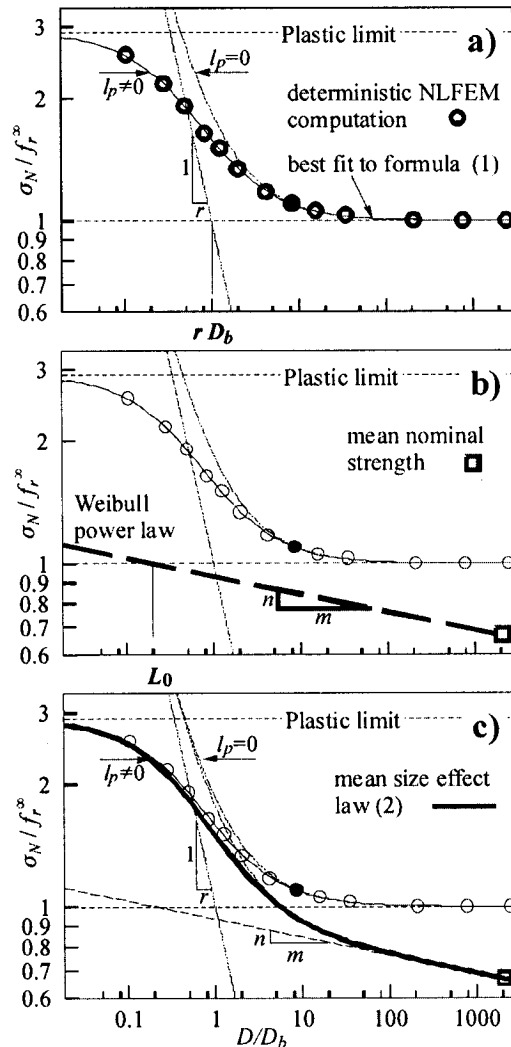 3
Plastic limit
a)
lp≠0
lp=0
2
deterministic NLFEM
computation
best fit to formula (1)
1
r
σN/fr∞
1
0.9
0.8
0.7
0.6
r Db
3
Plastic limit
b)
2
mean nominal
strength
Weibull
power law
σN/fr∞
1
0.9
0.8
0.7
0.6
n
m
L0
3
Plastic limit
c)
lp≠0
lp=0
2
mean size effect
law (2)
1
r
σN/fr∞
1
0.9
0.8
0.7
0.6
n
m
0.1 1 10 100 1000
D/Db